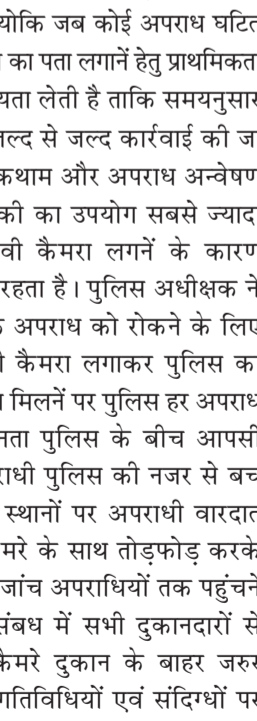 योकि जब कोई अपराध घटित
का पता लगानें हेतु प्राथमिकता
यता लेती है ताकि समयनुसार
जल्द से जल्द कार्रवाई की ज
कथाम और अपराध अन्वेषण
की का उपयोग सबसे ज्याद
वी कैमरा लगनें के कारण
रहता है। पुलिस अधीक्षक ने
अपराध को रोकने के लिए
कैमरा लगाकर पुलिस क
मिलनें पर पुलिस हर अपराध
नता पुलिस के बीच आपसी
राधी पुलिस की नजर से बच
स्थानों पर अपराधी वारदात
मरे के साथ तोड़फोड़ करके
जांच अपराधियों तक पहुंचने
संबध में सभी दुकानदारों से
कैमरे दुकान के बाहर जरुर
गतिविधियों एवं संदिग्धों पर